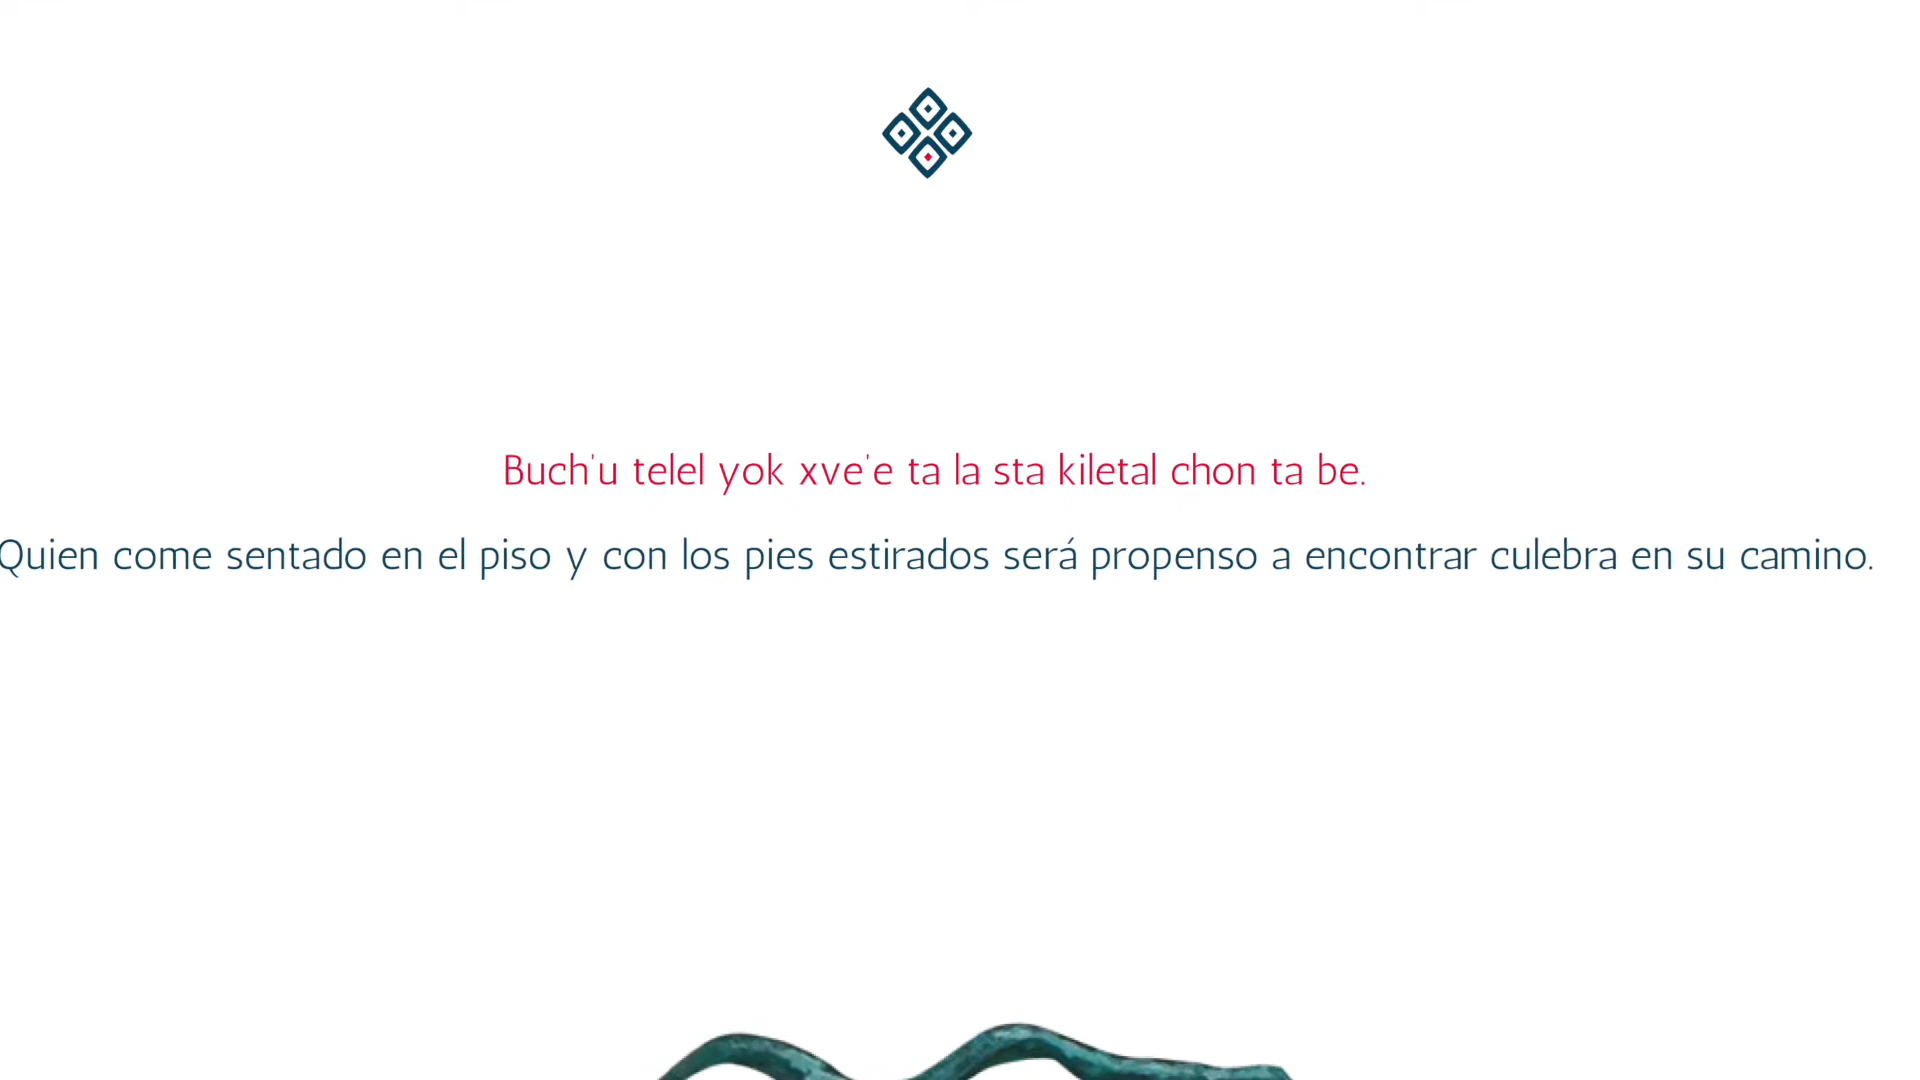 Buch'u telel yok xve'e ta la sta kiletal chon ta be.
Quien come sentado en el piso y con los pies estirados será propenso a encontrar culebra en su camino.